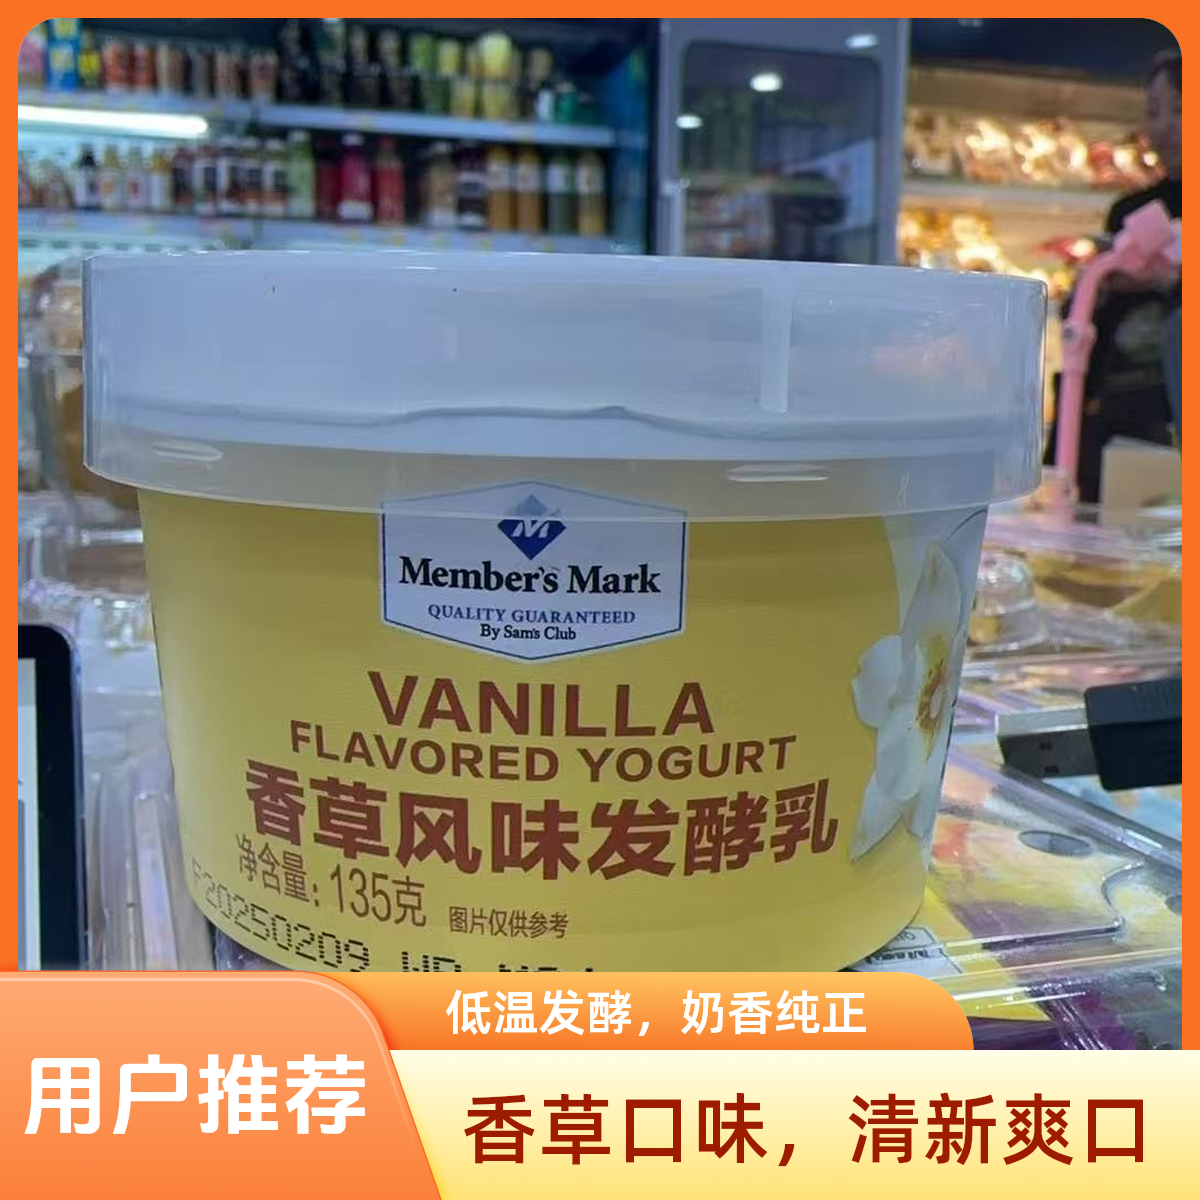 Member's Mark
QUALITY GUARANTEED
By Sam's Club
VANILLA
FLAVORED YOGURT
香草风味发酵乳
净含量：135克
图片仅供参考
20250209
低温发酵，奶香纯正
用户推荐
香草口味，清新爽口